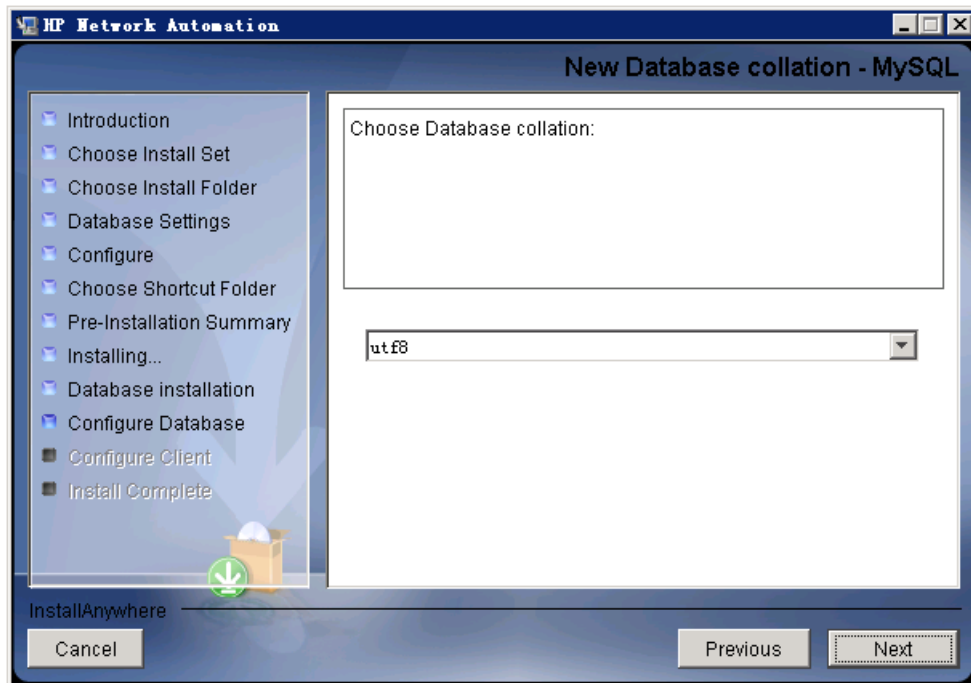 HP Network Automation
New Database collation - MySQL
Introduction
Choose Install Set
Choose Install Folder
Database Settings
Configure
Choose Shortcut Folder
Pre-Installation Summary
Installing...
Database installation
Configure Database
Configure Client
Install Complete
Choose Database collation:
utf8
InstallAnywhere
Cancel
Previous
Next